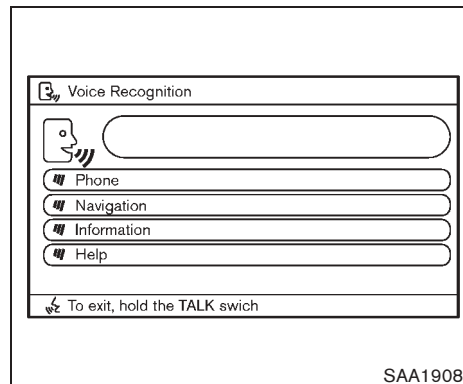 Voice Recognition
Phone
Navigation
Information
Help
To exit, hold the TALK swich
SAA1908